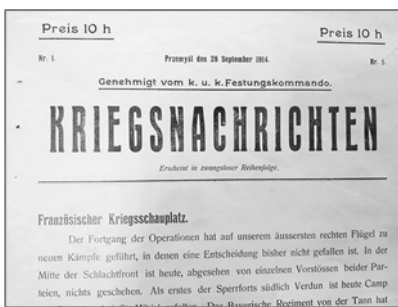 Preis 10 h
Preis 10 h
Nr. 1. Przemyśl den 28 September 1914. Nr. 1.
Genehmigt vom k. u. k. Festungskommando.
KRIEGSNACHRICHTEN
Erscheint in zwangsloser Reihenfolge.
Französischer Kriegsschauplatz.
Der Fortgang der Operationen hat auf unserem äussersten rechten Flügel zu
neuen Kämpfe geführt, in denen eine Entscheidung bisher nicht gefallen ist. In der
Mitte der Schlachtfront ist heute, abgesehen von einzelnen Vorstössen beider Par-
teien, nichts geschehen. Als erstes der Sperrforts südlich Verdun ist heute Camp
gefallen. Das Bayerische Regiment von der Tann hat